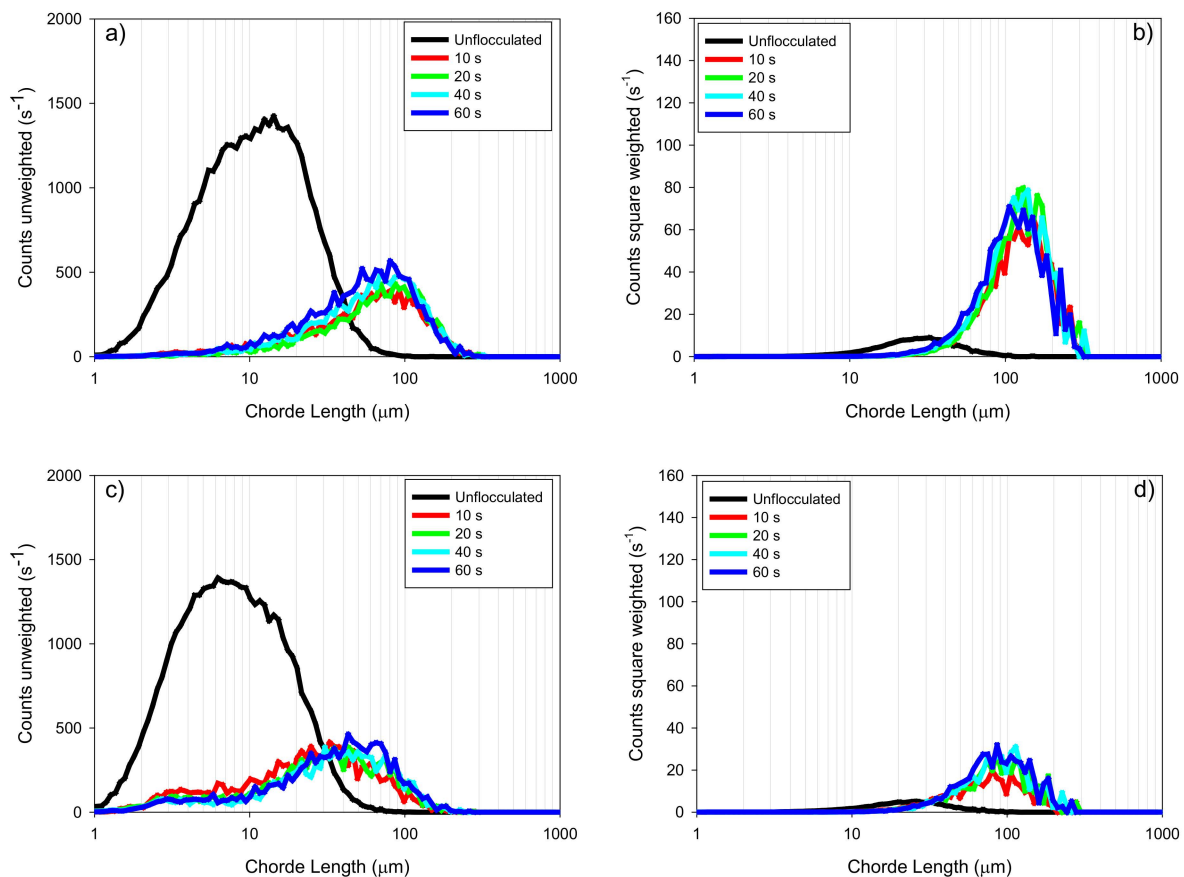 a)
Counts unweighted (s⁻¹)
2000
1500
1000
500
0
Unflocculated
10 s
20 s
40 s
60 s
1 10 100 1000
Chorde Length (μm)
b)
Counts square weighted (s⁻¹)
160
140
120
100
80
60
40
20
0
Unflocculated
10 s
20 s
40 s
60 s
1 10 100 1000
Chorde Length (μm)
c)
Counts unweighted (s⁻¹)
2000
1500
1000
500
0
Unflocculated
10 s
20 s
40 s
60 s
1 10 100 1000
Chorde Length (μm)
d)
Counts square weighted (s⁻¹)
160
140
120
100
80
60
40
20
0
Unflocculated
10 s
20 s
40 s
60 s
1 10 100 1000
Chorde Length (μm)